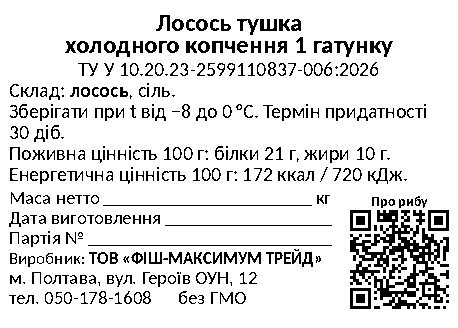 Лосось тушка
холодного копчення 1 гатунку
ТУ У 10.20.23-2599110837-006:2026
Склад: лосось, сіль.
Зберігати при t від −8 до 0 °С. Термін придатності
30 діб.
Поживна цінність 100 г: білки 21 г, жири 10 г.
Енергетична цінність 100 г: 172 ккал / 720 кДж.
Маса нетто ____________________ кг
Про рибу
Дата виготовлення ________________
Партія № ________________________
Виробник: ТОВ «ФІШ-МАКСИМУМ ТРЕЙД»
м. Полтава, вул. Героїв ОУН, 12
тел. 050-178-1608 без ГМО